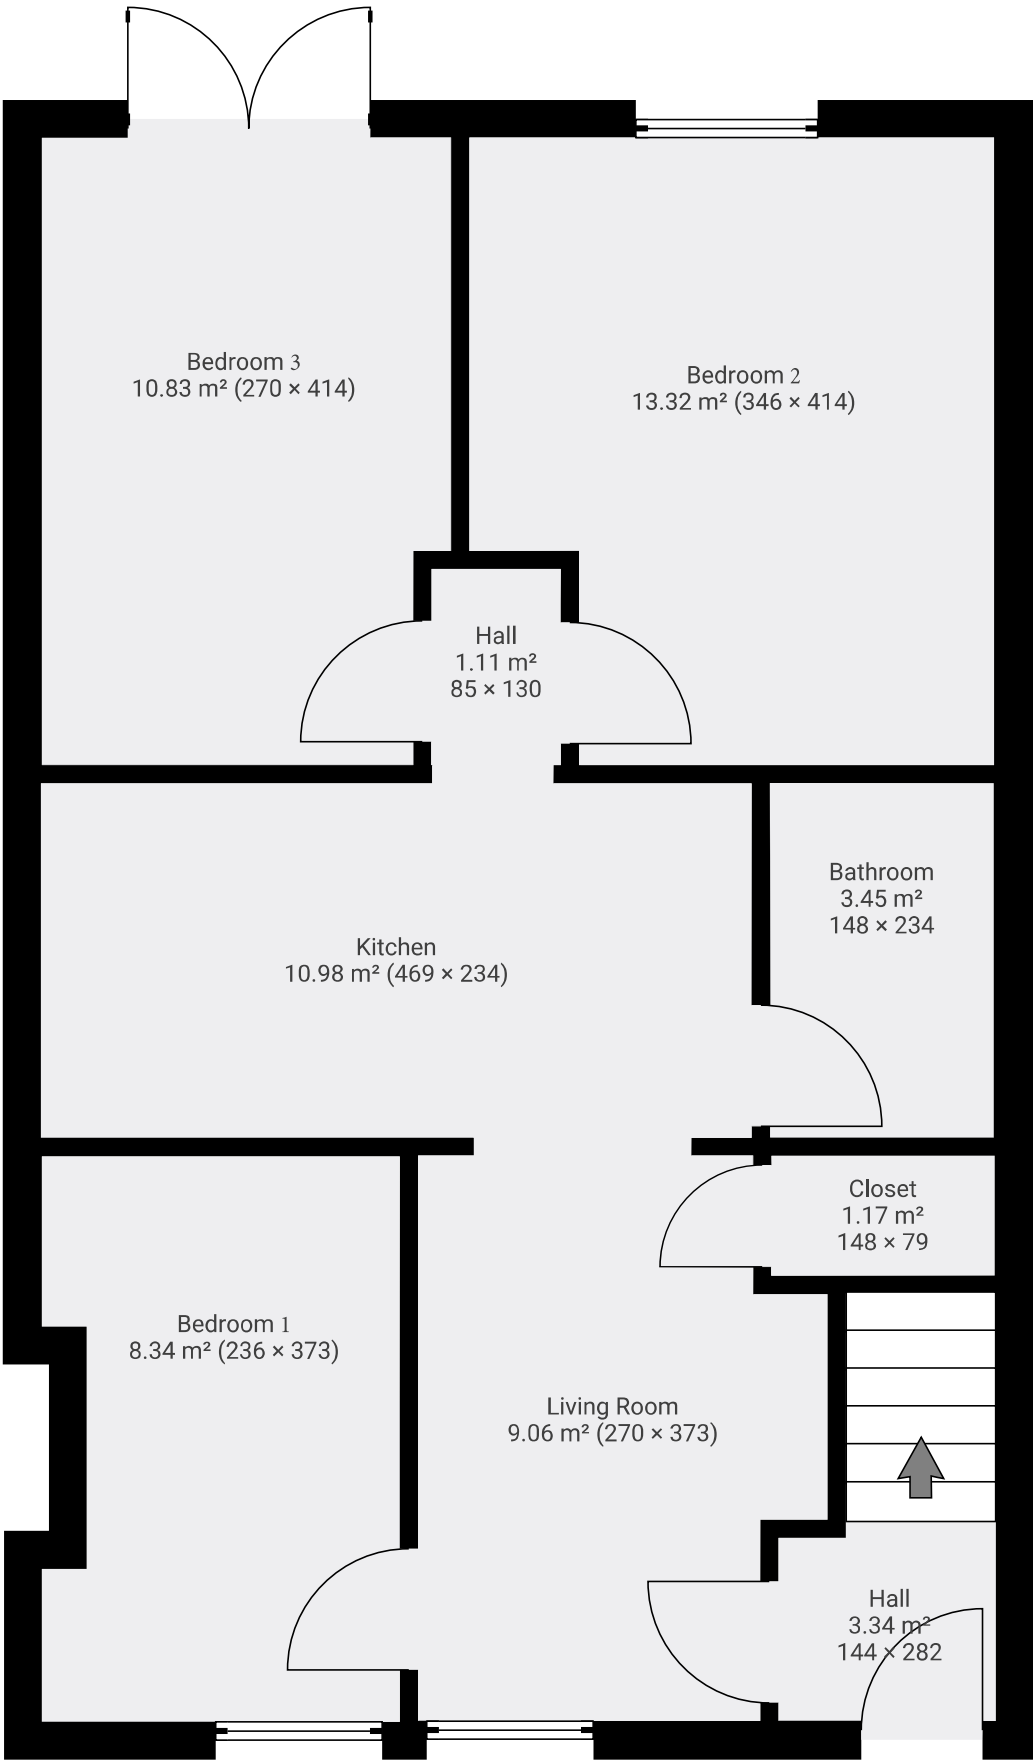 Bedroom 3
10.83 m² (270 × 414)
Bedroom 2
13.32 m² (346 × 414)
Hall
1.11 m²
85 × 130
Bathroom
3.45 m²
148 × 234
Kitchen
10.98 m² (469 × 234)
Closet
1.17 m²
148 × 79
Bedroom 1
8.34 m² (236 × 373)
Living Room
9.06 m² (270 × 373)
Hall
3.34 m²
144 × 282